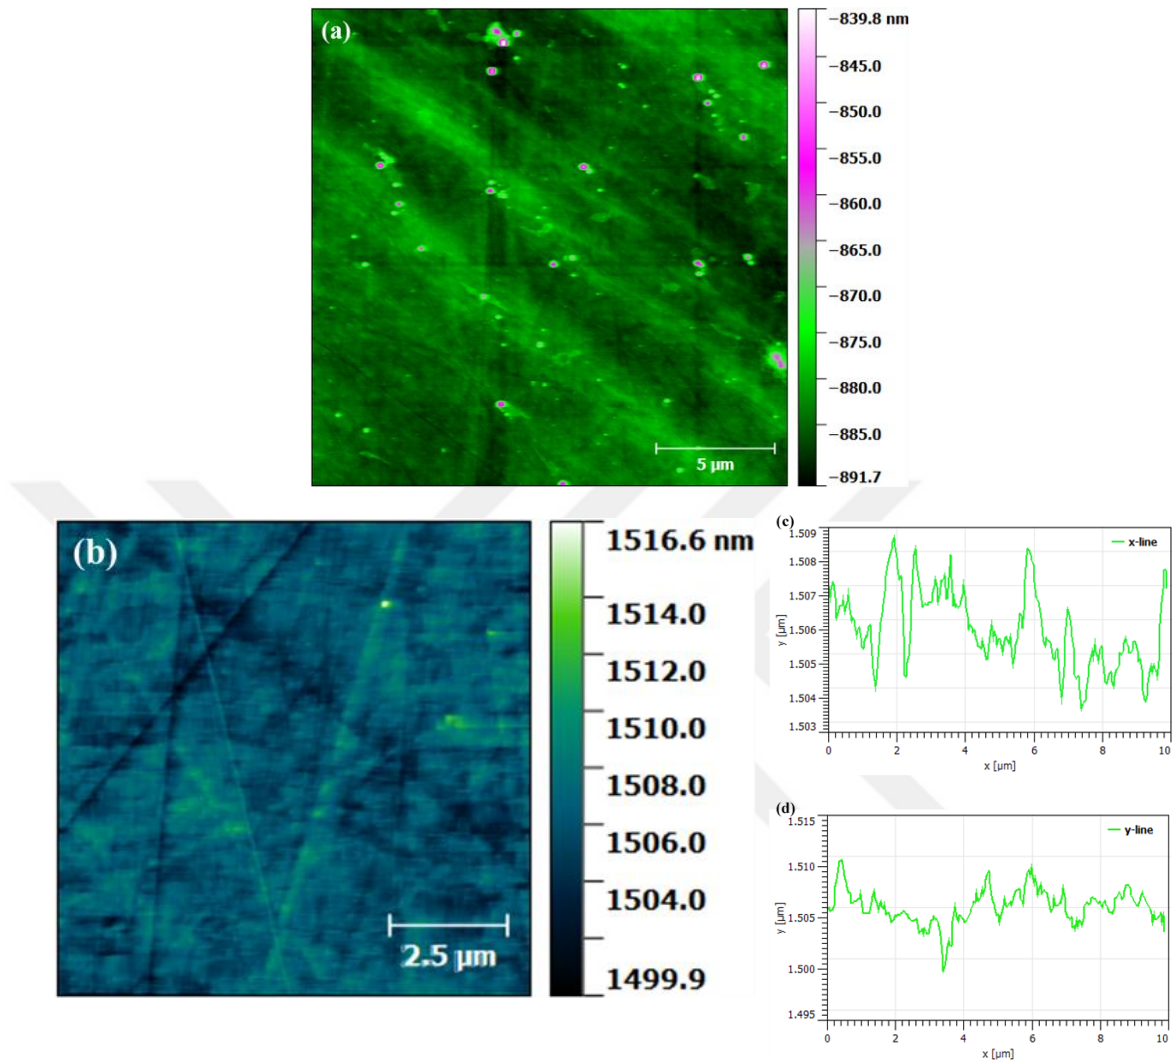 (a)
−839.8 nm
−845.0
−850.0
−855.0
−860.0
−865.0
−870.0
−875.0
−880.0
−885.0
−891.7
5 μm
(b)
1516.6 nm
1514.0
1512.0
1510.0
1508.0
1506.0
1504.0
1499.9
2.5 μm
(c)
x-line
1.509
1.508
1.507
1.506
1.505
1.504
1.503
y [μm]
0 2 4 6 8 10
x [μm]
(d)
y-line
1.515
1.510
1.505
1.500
1.495
y [μm]
0 2 4 6 8 10
x [μm]